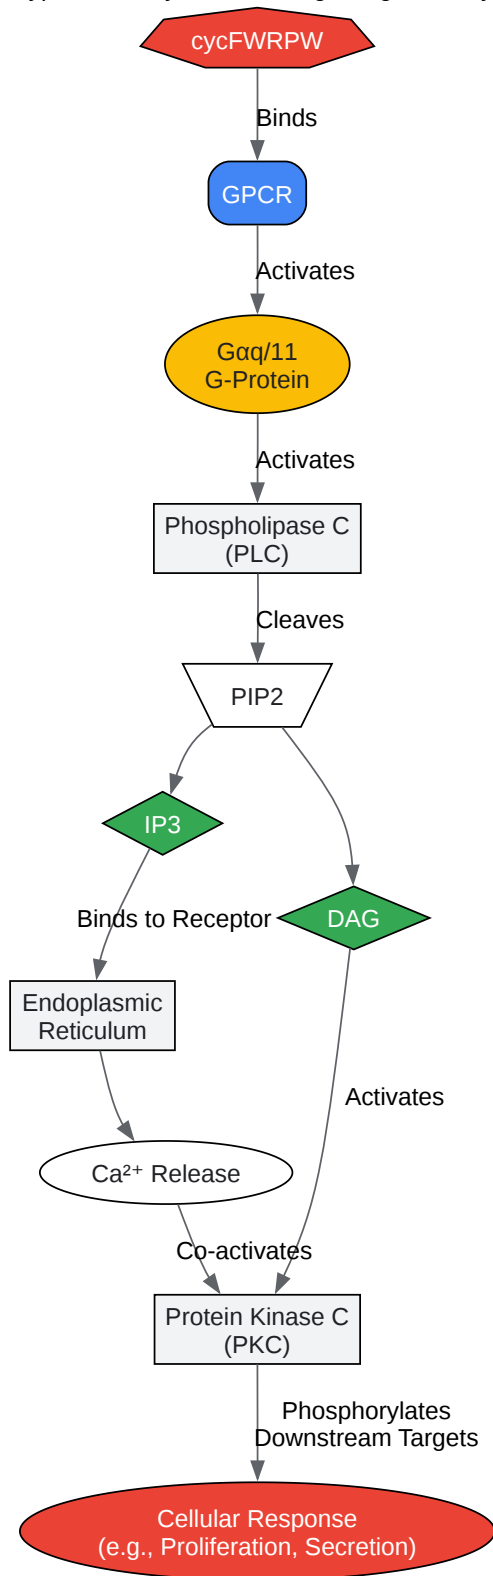 cycFWRPW
Binds
GPCR
Activates
Gαq/11
G-Protein
Activates
Phospholipase C
(PLC)
Cleaves
PIP2
IP3
DAG
Binds to Receptor
Endoplasmic
Reticulum
Activates
Ca²⁺ Release
Co-activates
Protein Kinase C
(PKC)
Phosphorylates
Downstream Targets
Cellular Response
(e.g., Proliferation, Secretion)